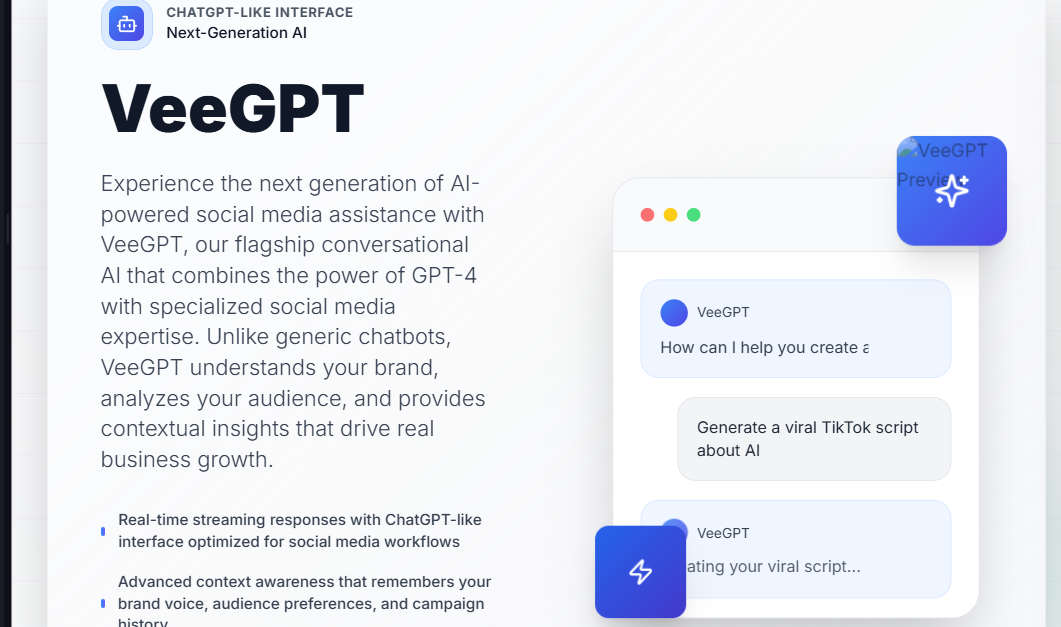 CHATGPT-LIKE INTERFACE
Next-Generation AI
VeeGPT
Experience the next generation of AI-
powered social media assistance with
VeeGPT, our flagship conversational
AI that combines the power of GPT-4
with specialized social media
expertise. Unlike generic chatbots,
VeeGPT understands your brand,
analyzes your audience, and provides
contextual insights that drive real
business growth.
Real-time streaming responses with ChatGPT-like
interface optimized for social media workflows
Advanced context awareness that remembers your
brand voice, audience preferences, and campaign
history
VeeGPT
Preview
VeeGPT
How can I help you create a
Generate a viral TikTok script
about AI
VeeGPT
ating your viral script...